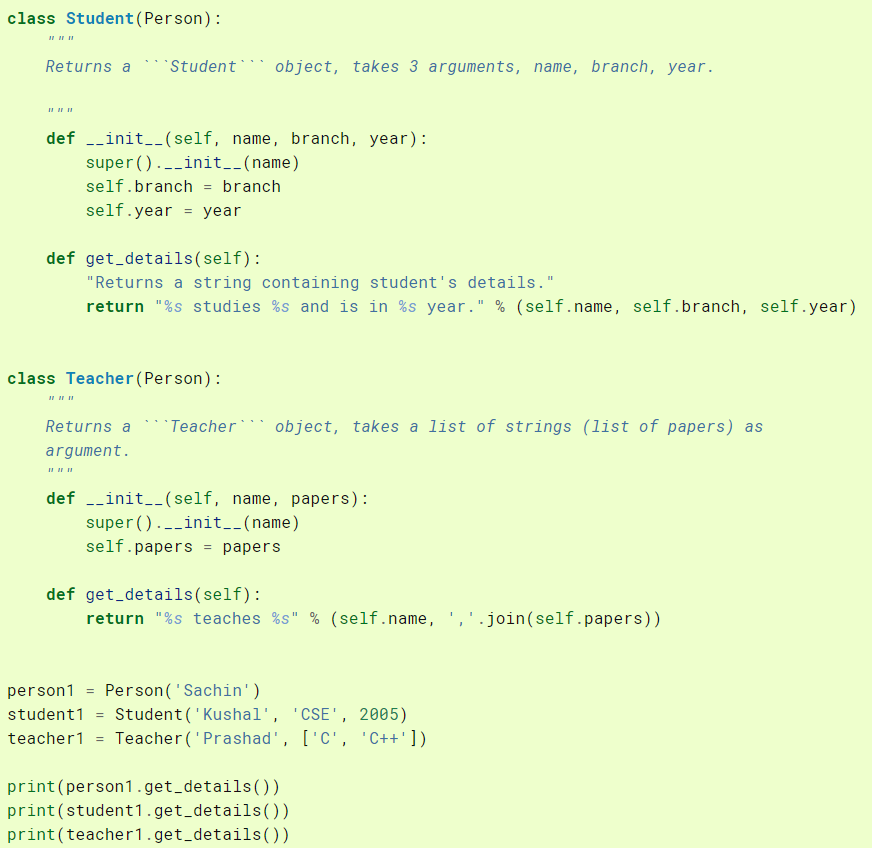 class Student(Person):
    """
    Returns a ```Student``` object, takes 3 arguments, name, branch, year.

    """
    def __init__(self, name, branch, year):
        super().__init__(name)
        self.branch = branch
        self.year = year

    def get_details(self):
        "Returns a string containing student's details."
        return "%s studies %s and is in %s year." % (self.name, self.branch, self.year)


class Teacher(Person):
    """
    Returns a ```Teacher``` object, takes a list of strings (list of papers) as
    argument.
    """
    def __init__(self, name, papers):
        super().__init__(name)
        self.papers = papers

    def get_details(self):
        return "%s teaches %s" % (self.name, ','.join(self.papers))


person1 = Person('Sachin')
student1 = Student('Kushal', 'CSE', 2005)
teacher1 = Teacher('Prashad', ['C', 'C++'])

print(person1.get_details())
print(student1.get_details())
print(teacher1.get_details())